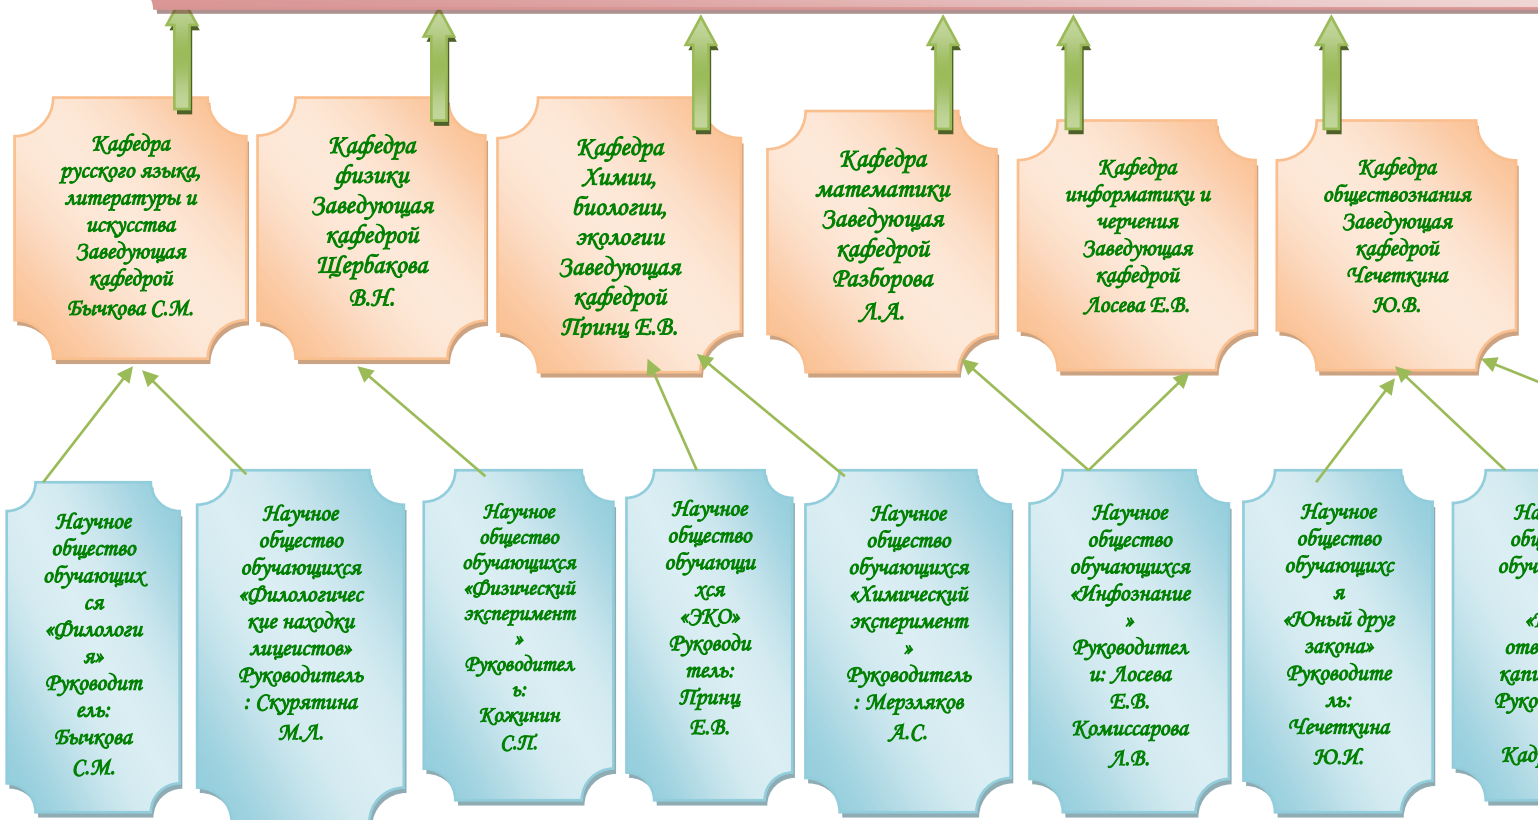 Кафедра
русского языка,
литературы и
искусства
Заведующая
кафедрой
Бычкова С.М.
Кафедра
физики
Заведующая
кафедрой
Щербакова
В.Н.
Кафедра
Химии,
биологии,
экологии
Заведующая
кафедрой
Принц Е.В.
Кафедра
математики
Заведующая
кафедрой
Разборова
Л.А.
Кафедра
информатики и
черчения
Заведующая
кафедрой
Лосева Е.В.
Кафедра
обществознания
Заведующая
кафедрой
Чечеткина
Ю.В.
Научное
общество
обучающих
ся
«Филологи
я»
Руководит
ель:
Бычкова
С.М.
Научное
общество
обучающихся
«Филологичес
кие находки
лицеистов»
Руководитель
: Скурятина
М.Л.
Научное
общество
обучающихся
«Физический
эксперимент
»
Руководител
ь:
Кожинин
С.П.
Научное
общество
обучающи
хся
«ЭКО»
Руководи
тель:
Принц
Е.В.
Научное
общество
обучающихся
«Химический
эксперимент
»
Руководитель
: Мерзляков
А.С.
Научное
общество
обучающихся
«Инфознание
»
Руководител
и: Лосева
Е.В.
Комиссарова
Л.В.
Научное
общество
обучающихс
я
«Юный друг
закона»
Руководите
ль:
Чечеткина
Ю.И.